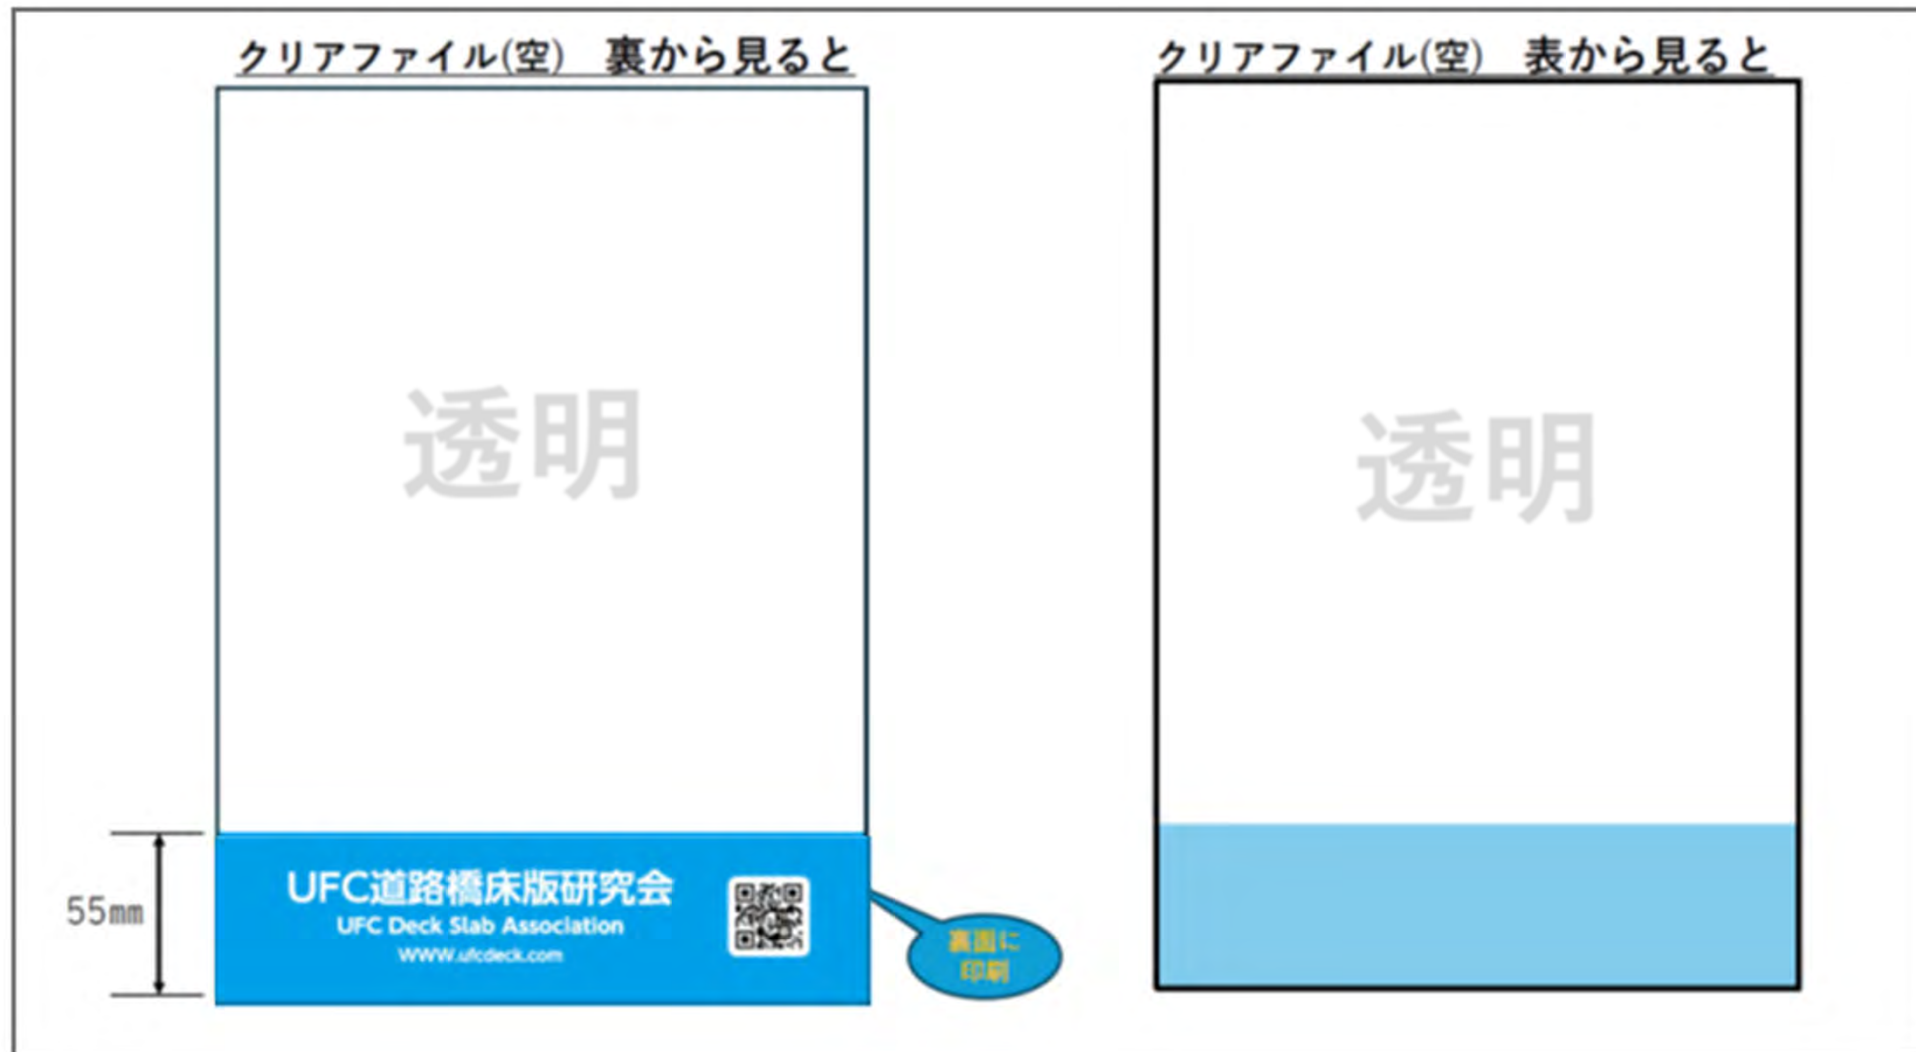 クリアファイル(空) 裏から見ると
透明
55mm
UFC道路橋床版研究会
UFC Deck Slab Association
WWW.ufcdeck.com
裏面に
印刷
クリアファイル(空) 表から見ると
透明